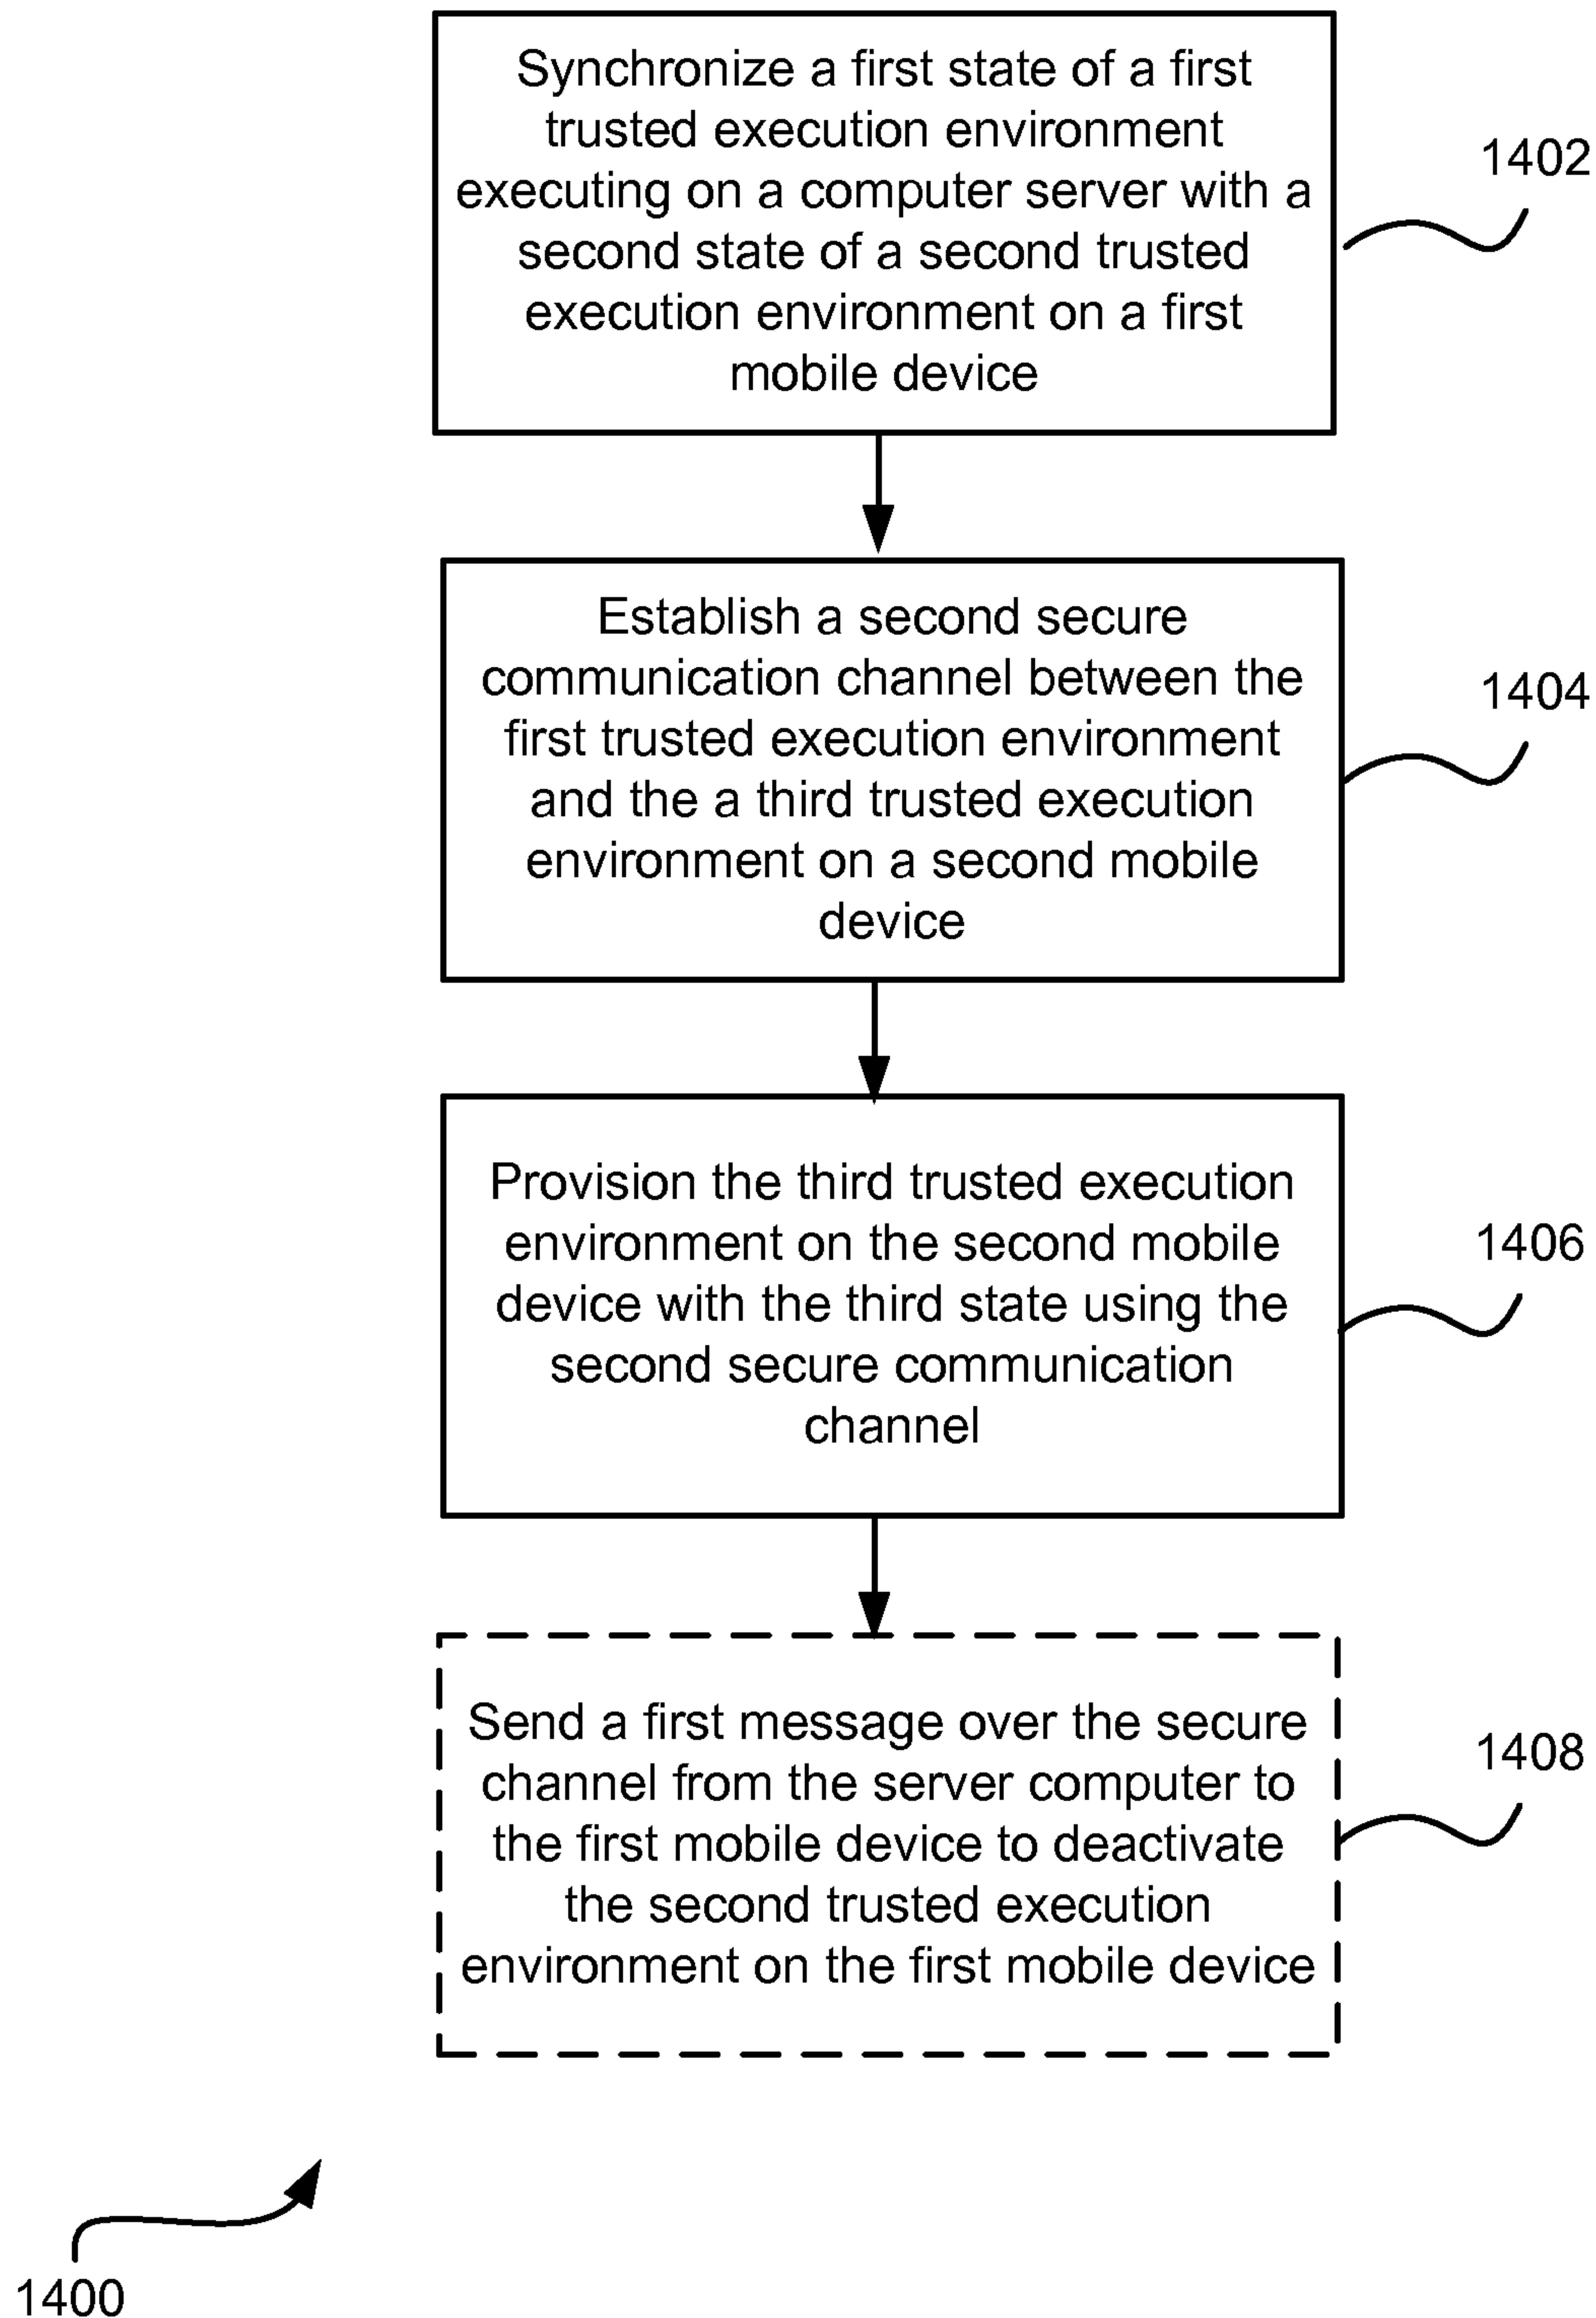 Synchronize a first state of a first
trusted execution environment
executing on a computer server with a
second state of a second trusted
execution environment on a first
mobile device
1402
Establish a second secure
communication channel between the
first trusted execution environment
and the a third trusted execution
environment on a second mobile
device
1404
Provision the third trusted execution
environment on the second mobile
device with the third state using the
second secure communication
channel
1406
Send a first message over the secure
channel from the server computer to
the first mobile device to deactivate
the second trusted execution
environment on the first mobile device
1408
1400